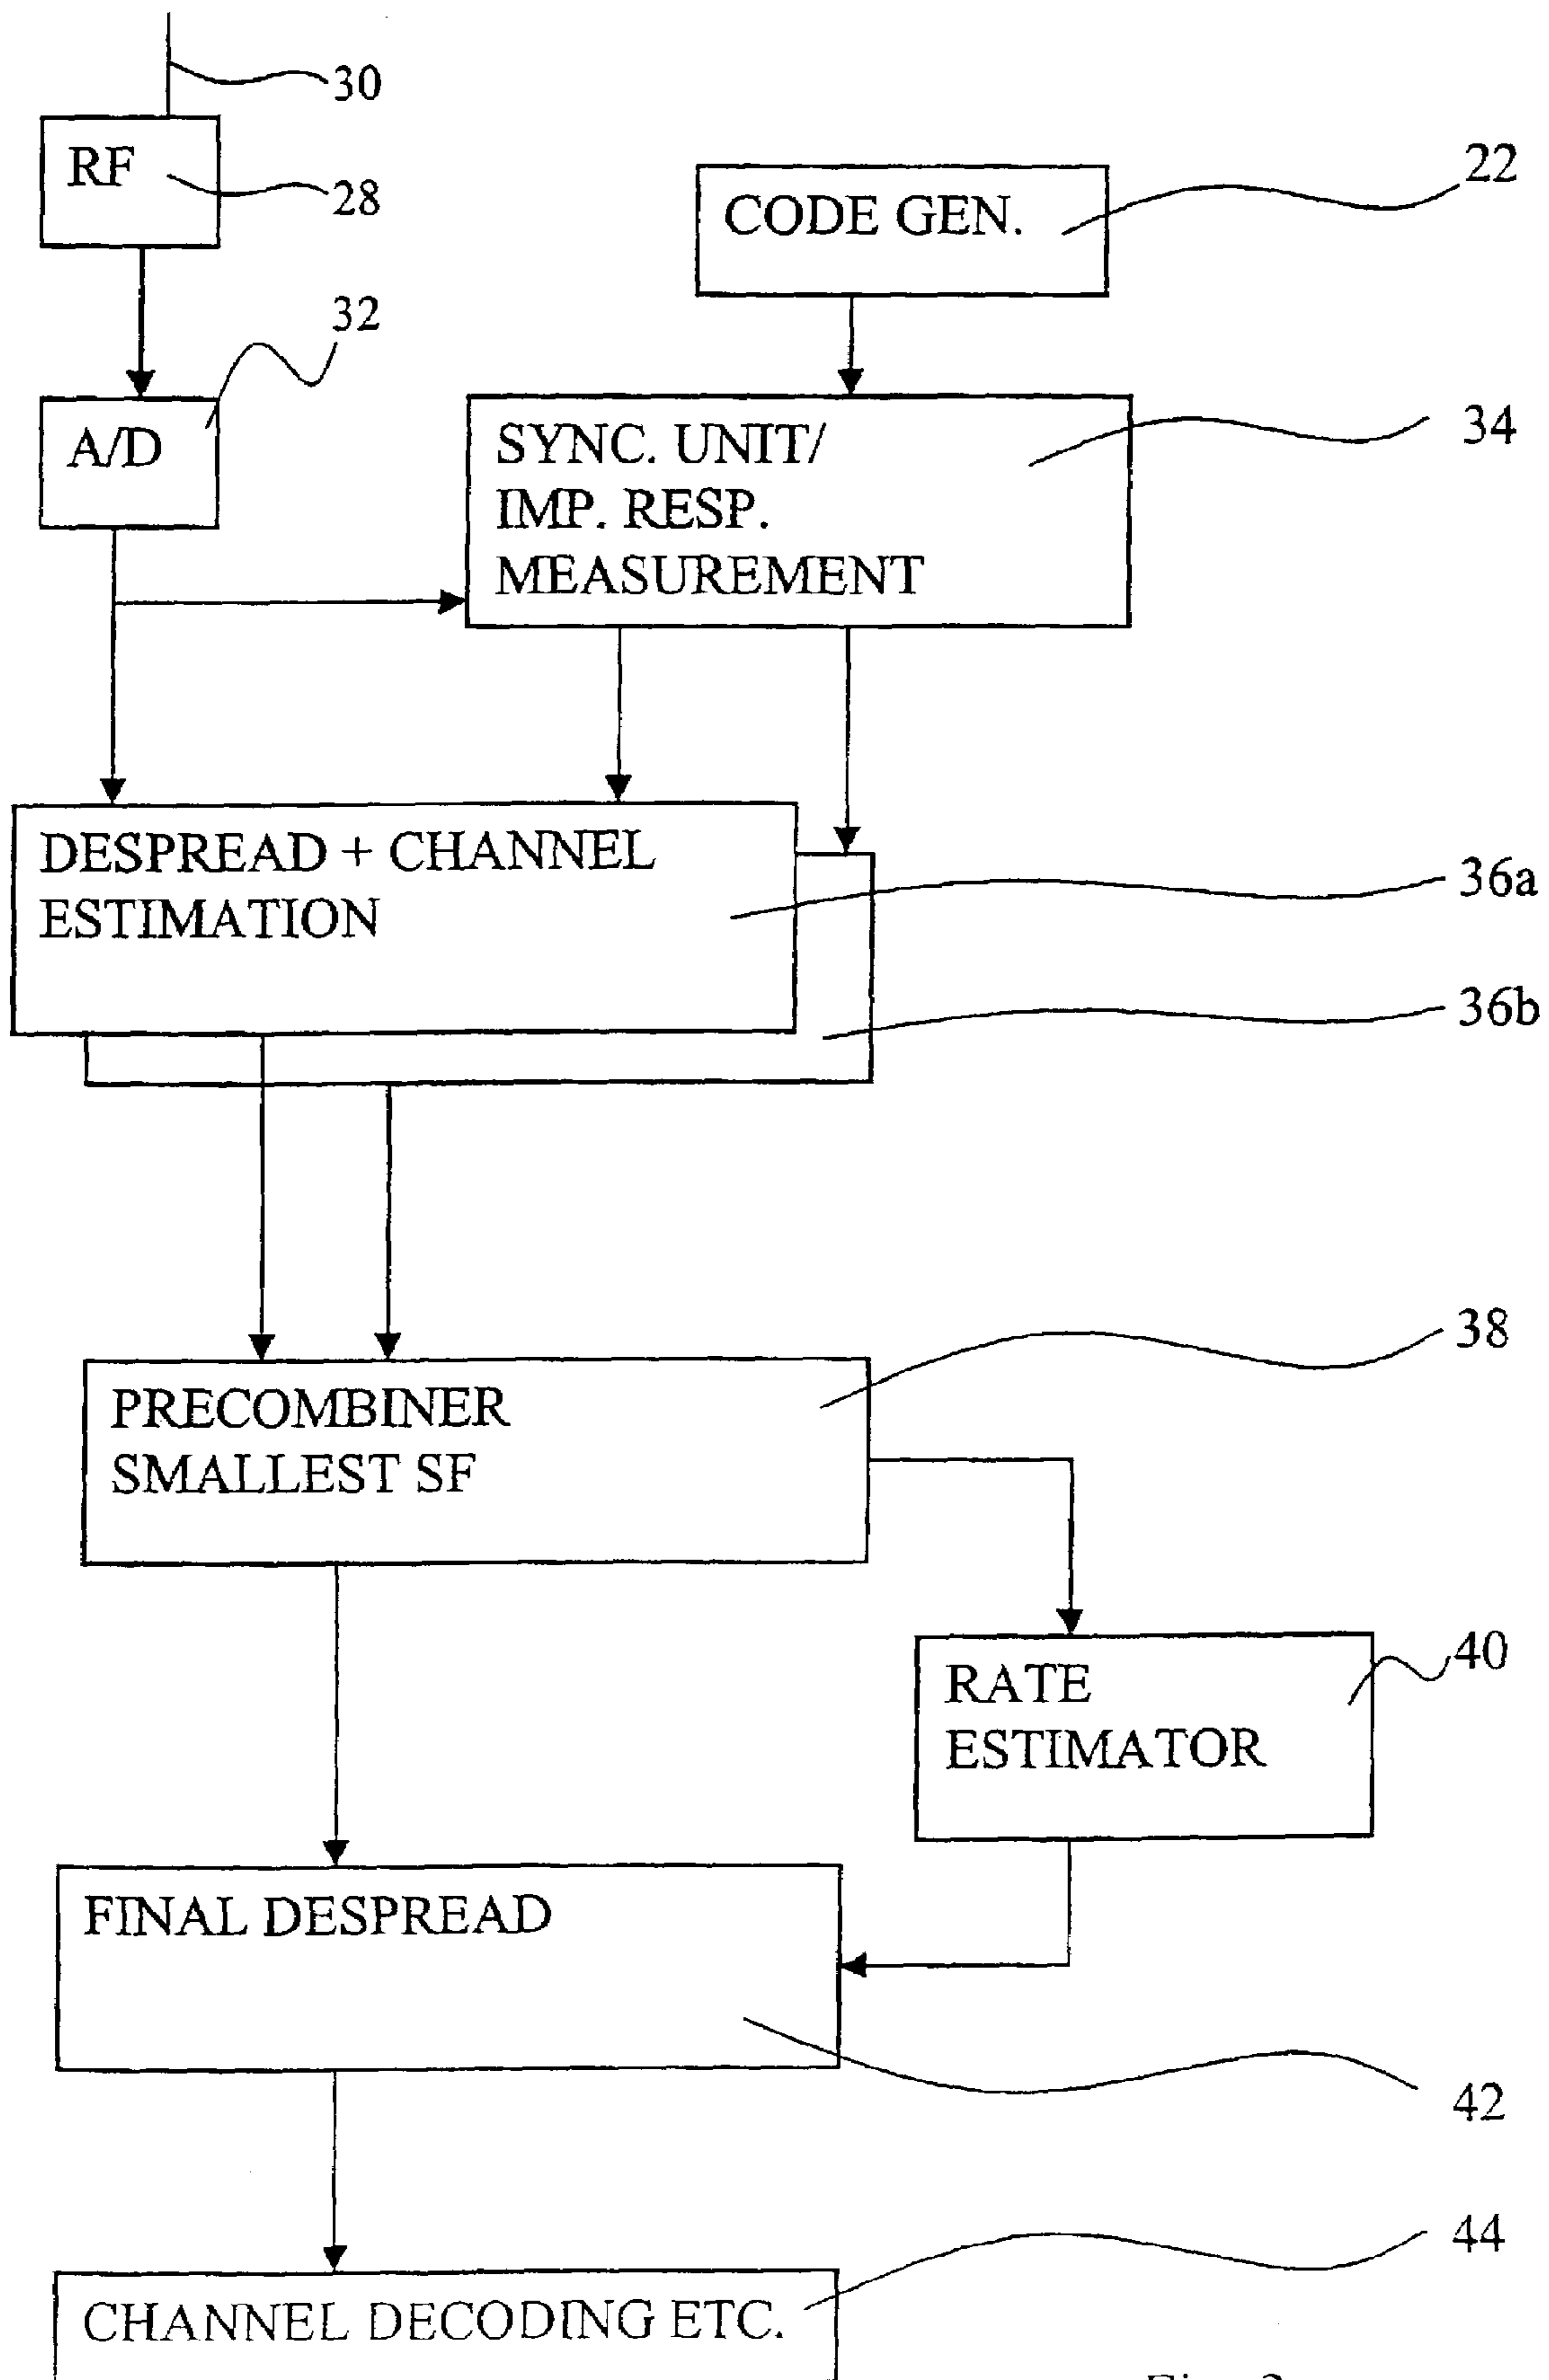 30
RF
28
CODE GEN.
22
32
A/D
SYNC. UNIT/
IMP. RESP.
MEASUREMENT
34
DESPREAD + CHANNEL
ESTIMATION
36a
36b
38
PRECOMBINER
SMALLEST SF
RATE
ESTIMATOR
40
FINAL DESPREAD
42
44
CHANNEL DECODING ETC.